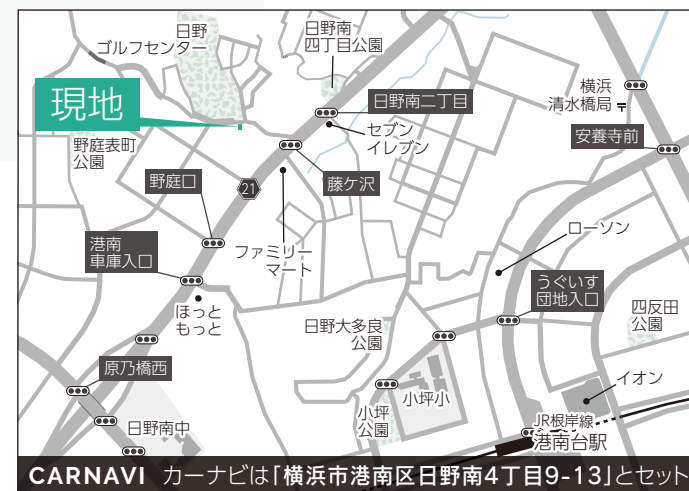 日野
ゴルフセンター
日野南
四丁目公園
現地
日野南二丁目
横浜
清水橋局
セブン
イレブン
安養寺前
野庭表町
公園
野庭口
藤ケ沢
21
ファミリー
マート
ローソン
港南
車庫入口
うぐいす
団地入口
ほっと
もっと
日野大多良
公園
四反田
公園
原乃橋西
イオン
小坪
公園
小坪小
日野南中
JR根岸線
港南台駅
CARNAVI カーナビは「横浜市港南区日野南4丁目9-13」とセット